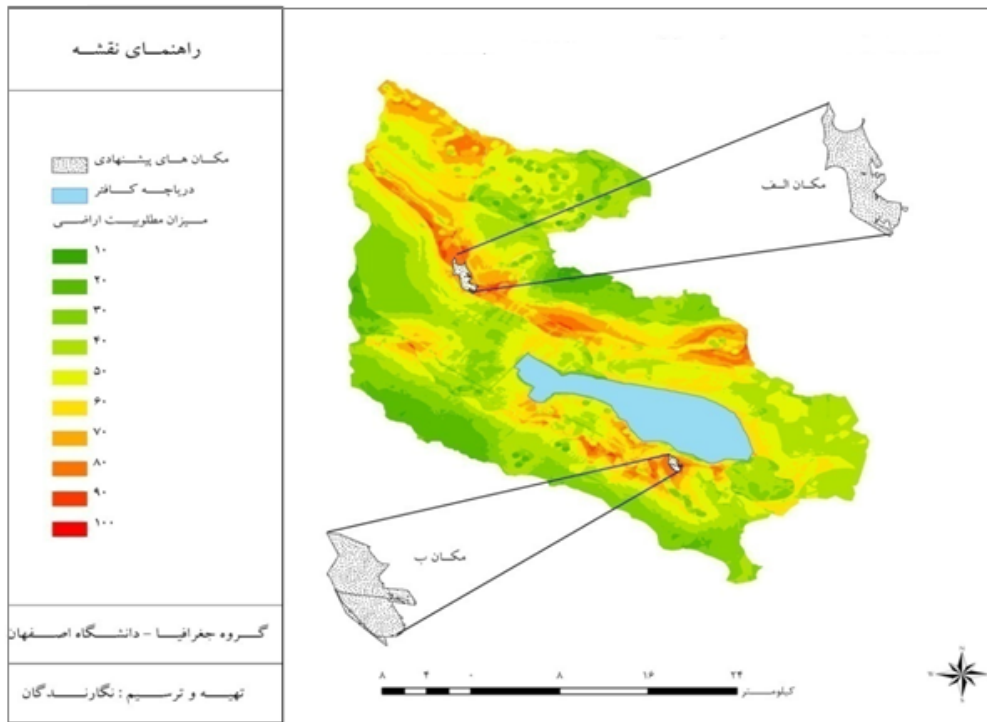 راهنمای نقشه
مکان های پیشنهادی
دریاچه کافتر
میزان مطلوبیت اراضی
۱۰
۲۰
۳۰
۴۰
۵۰
۶۰
۷۰
۸۰
۹۰
۱۰۰
گروه جغرافیا - دانشگاه اصفهان
تهیه و ترسیم : نگارندگان
مکان الف
مکان ب
۸ ۴ ۰ ۸ ۱۶ ۲۴
کیلومتر